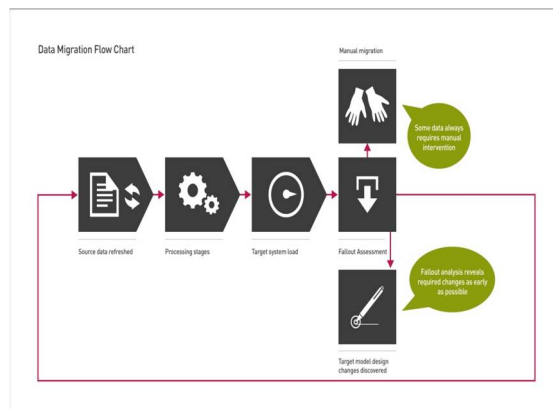 Data Migration Flow Chart
Manual migration
Some data always
requires manual
intervention
Source data refreshed
Processing stages
Target system load
Fallout Assessment
Fallout analysis reveals
required changes as early
as possible
Target model design
changes discovered